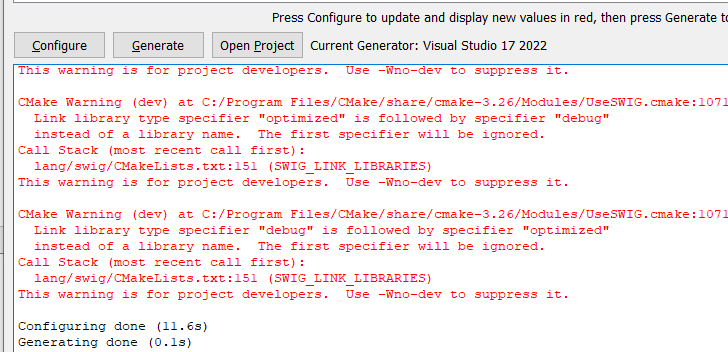 Press Configure to update and display new values in red, then press Generate to
Configure Generate Open Project Current Generator: Visual Studio 17 2022
This warning is for project developers.  Use -Wno-dev to suppress it.
CMake Warning (dev) at C:/Program Files/CMake/share/cmake-3.26/Modules/UseSWIG.cmake:1071
  Link library type specifier "optimized" is followed by specifier "debug"
  instead of a library name.  The first specifier will be ignored.
Call Stack (most recent call first):
  lang/swig/CMakeLists.txt:151 (SWIG_LINK_LIBRARIES)
This warning is for project developers.  Use -Wno-dev to suppress it.
CMake Warning (dev) at C:/Program Files/CMake/share/cmake-3.26/Modules/UseSWIG.cmake:1071
  Link library type specifier "debug" is followed by specifier "optimized"
  instead of a library name.  The first specifier will be ignored.
Call Stack (most recent call first):
  lang/swig/CMakeLists.txt:151 (SWIG_LINK_LIBRARIES)
This warning is for project developers.  Use -Wno-dev to suppress it.
Configuring done (11.6s)
Generating done (0.1s)